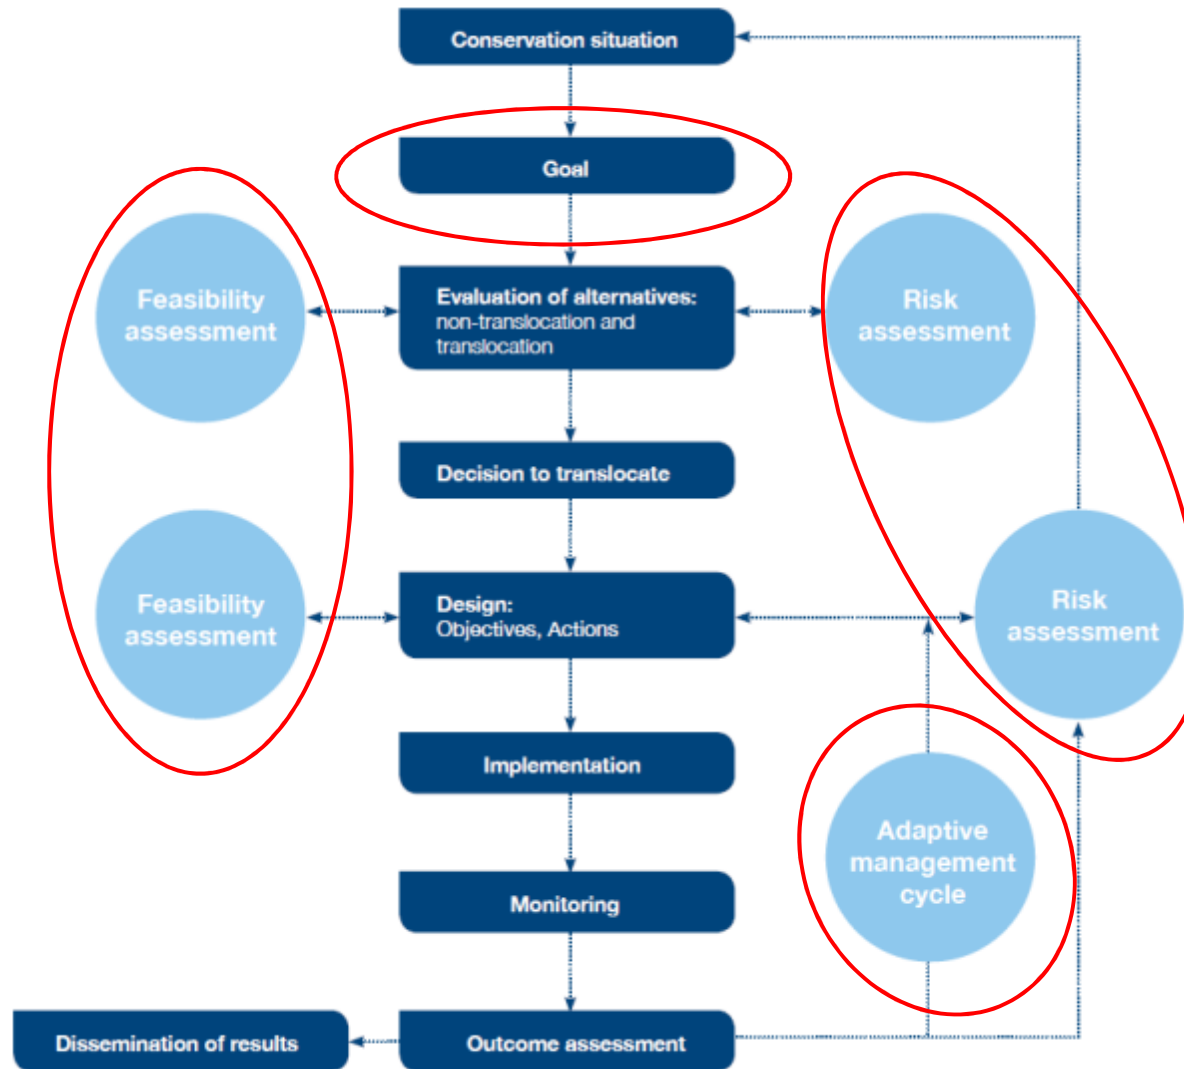 Conservation situation
Goal
Feasibility
assessment
Evaluation of alternatives:
non-translocation and
translocation
Risk
assessment
Decision to translocate
Feasibility
assessment
Design:
Objectives, Actions
Risk
assessment
Implementation
Adaptive
management
cycle
Monitoring
Dissemination of results
Outcome assessment